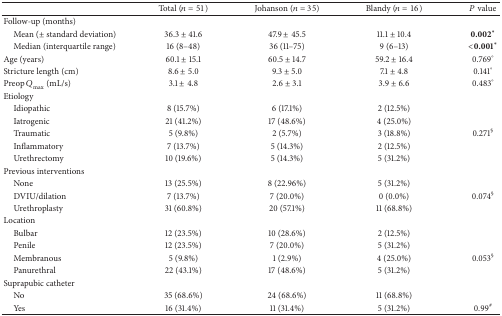 Total (n = 51) Johanson (n = 35) Blandy (n = 16) P value
Follow-up (months)
Mean (± standard deviation) 36.3 ± 41.6 47.9 ± 45.5 11.1 ± 10.4 0.002*
Median (interquartile range) 16 (8–48) 36 (11–75) 9 (6–13) <0.001*
Age (years) 60.1 ± 15.1 60.5 ± 14.7 59.2 ± 16.4 0.769°
Stricture length (cm) 8.6 ± 5.0 9.3 ± 5.0 7.1 ± 4.8 0.141°
Preop Qmax (mL/s) 3.1 ± 4.8 2.6 ± 3.1 3.9 ± 6.6 0.483°
Etiology
Idiopathic 8 (15.7%) 6 (17.1%) 2 (12.5%)
Iatrogenic 21 (41.2%) 17 (48.6%) 4 (25.0%)
Traumatic 5 (9.8%) 2 (5.7%) 3 (18.8%) 0.271§
Inflammatory 7 (13.7%) 5 (14.3%) 2 (12.5%)
Urethrectomy 10 (19.6%) 5 (14.3%) 5 (31.2%)
Previous interventions
None 13 (25.5%) 8 (22.96%) 5 (31.2%)
DVIU/dilation 7 (13.7%) 7 (20.0%) 0 (0.0%) 0.074§
Urethroplasty 31 (60.8%) 20 (57.1%) 11 (68.8%)
Location
Bulbar 12 (23.5%) 10 (28.6%) 2 (12.5%)
Penile 12 (23.5%) 7 (20.0%) 5 (31.2%)
Membranous 5 (9.8%) 1 (2.9%) 4 (25.0%) 0.053§
Panurethral 22 (43.1%) 17 (48.6%) 5 (31.2%)
Suprapubic catheter
No 35 (68.6%) 24 (68.6%) 11 (68.8%)
Yes 16 (31.4%) 11 (31.4%) 5 (31.2%) 0.99#